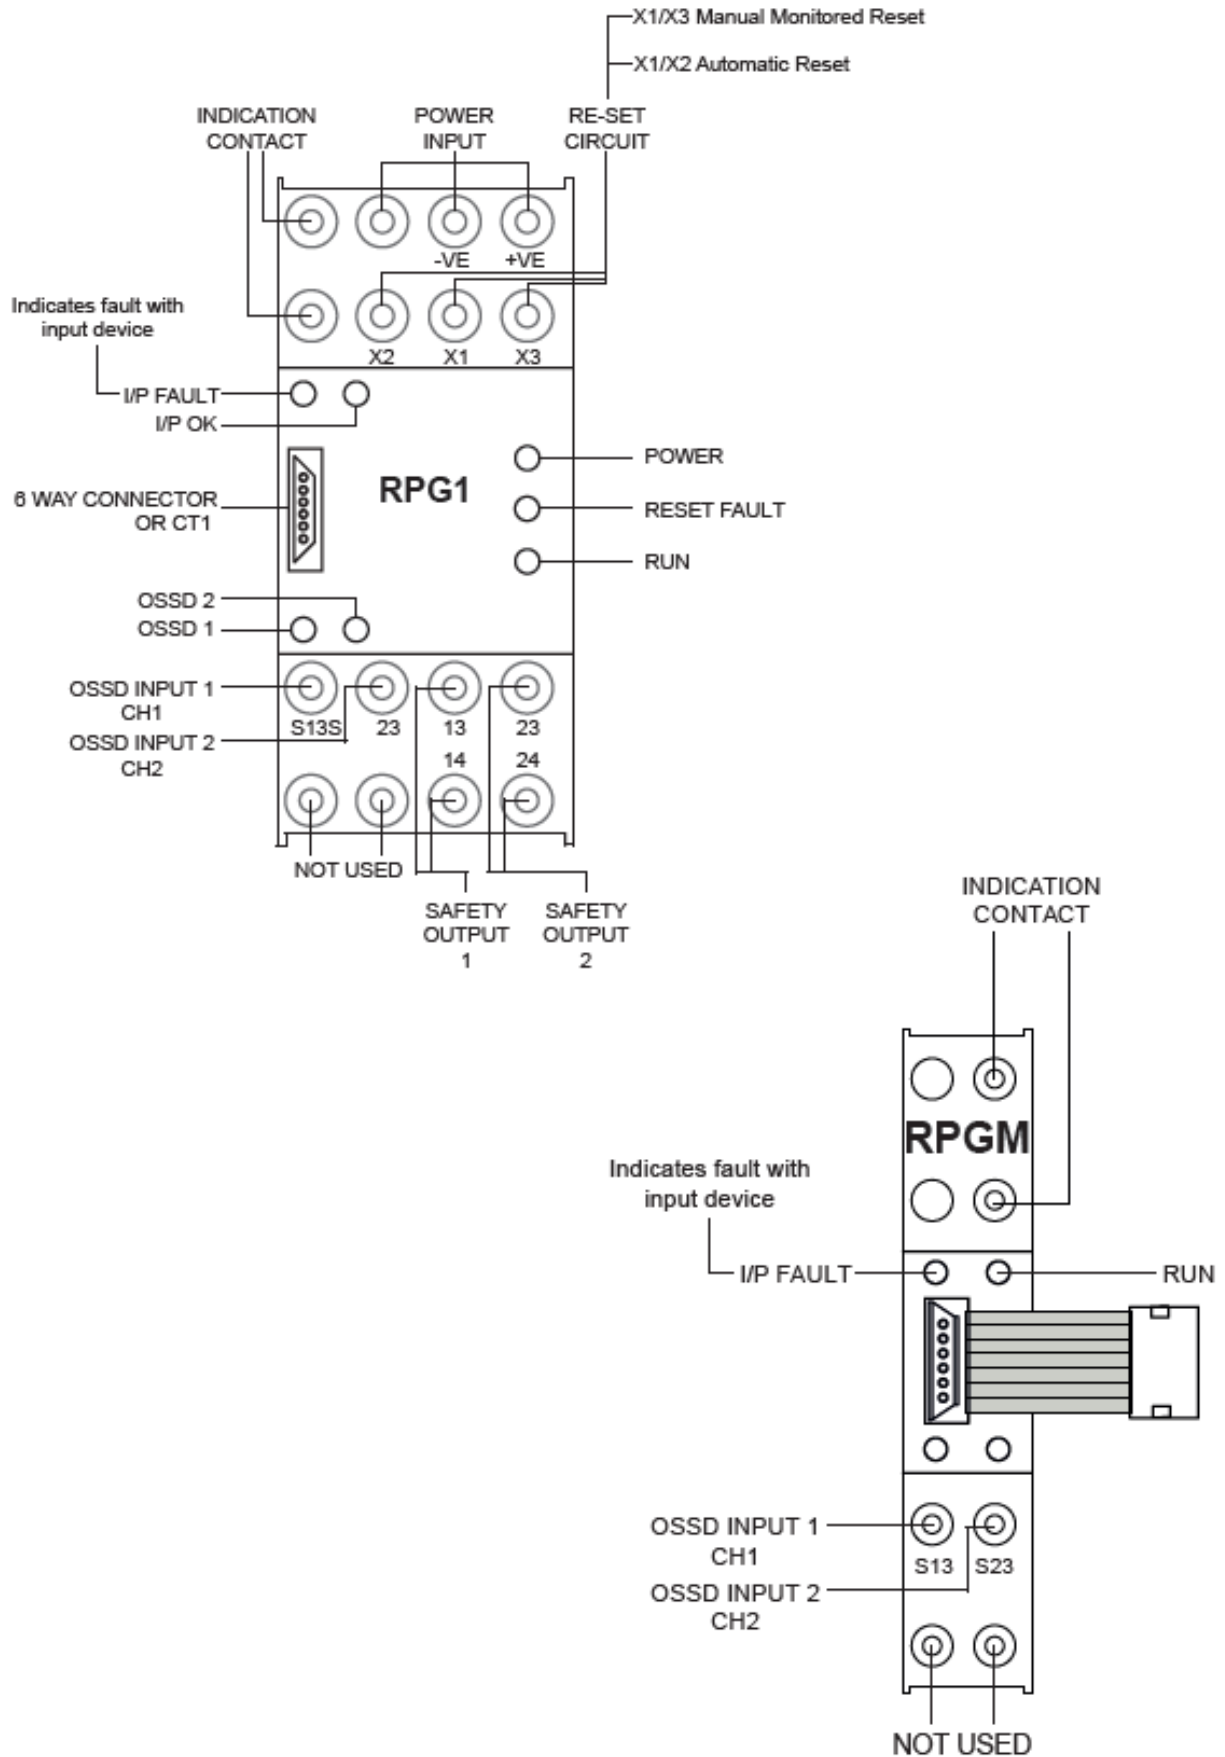 X1/X3 Manual Monitored Reset
X1/X2 Automatic Reset
INDICATION
CONTACT
POWER
INPUT
RE-SET
CIRCUIT
-VE
+VE
Indicates fault with
input device
X2
X1
X3
I/P FAULT
I/P OK
POWER
6 WAY CONNECTOR
OR CT1
RPG1
RESET FAULT
RUN
OSSD 2
OSSD 1
OSSD INPUT 1
CH1
S13S
23
13
23
OSSD INPUT 2
CH2
14
24
NOT USED
SAFETY
OUTPUT
1
SAFETY
OUTPUT
2
INDICATION
CONTACT
RPGM
Indicates fault with
input device
I/P FAULT
RUN
OSSD INPUT 1
CH1
S13
S23
OSSD INPUT 2
CH2
NOT USED